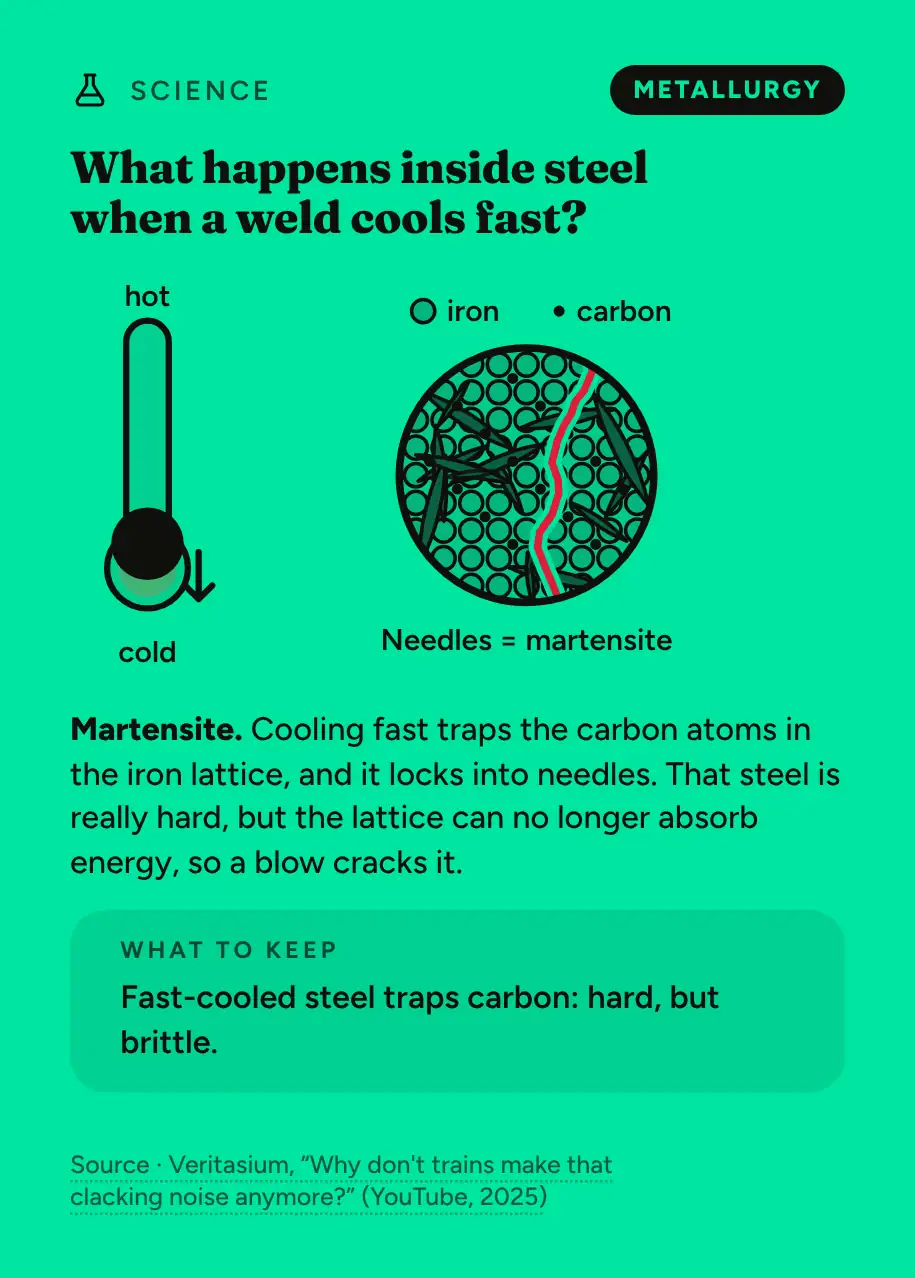 SCIENCE
METALLURGY
What happens inside steel
when a weld cools fast?
hot
iron
carbon
cold
Needles = martensite
Martensite. Cooling fast traps the carbon atoms in
the iron lattice, and it locks into needles. That steel is
really hard, but the lattice can no longer absorb
energy, so a blow cracks it.
WHAT TO KEEP
Fast-cooled steel traps carbon: hard, but
brittle.
Source · Veritasium, “Why don't trains make that
clacking noise anymore?” (YouTube, 2025)